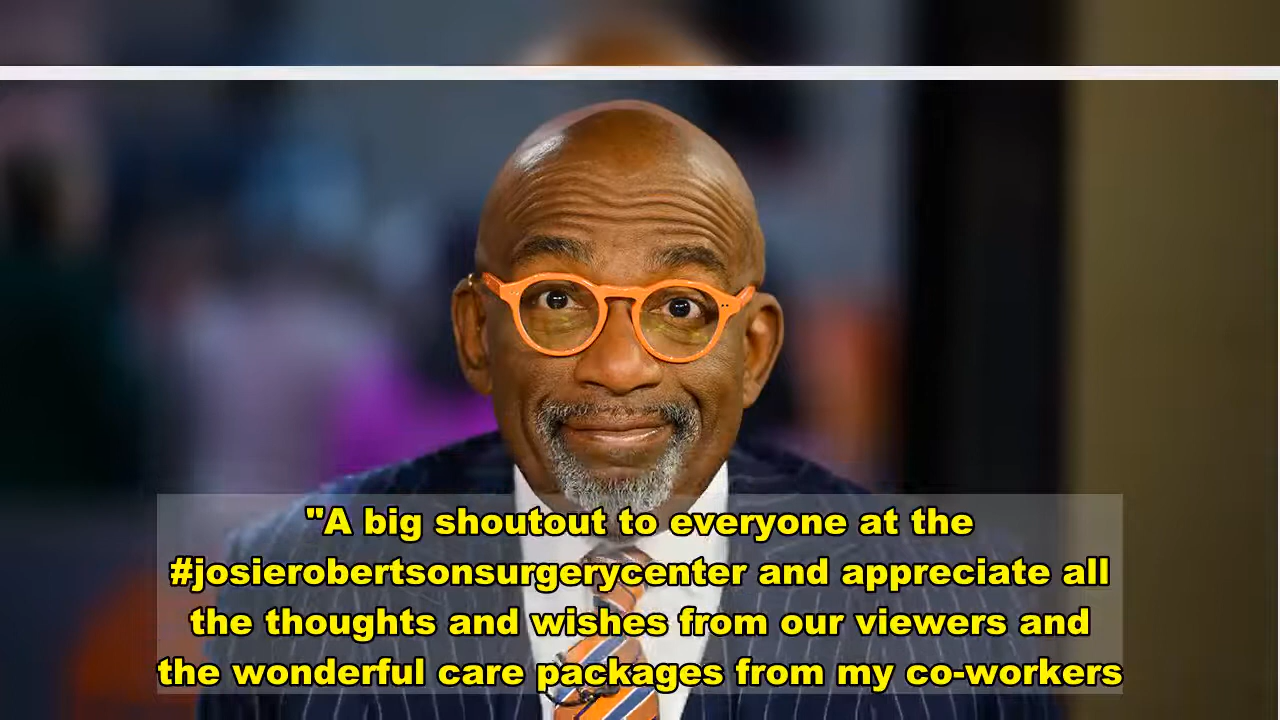 "A big shoutout to everyone at the
#josierobertsonsurgerycenter and appreciate all
the thoughts and wishes from our viewers and
the wonderful care packages from my co-workers